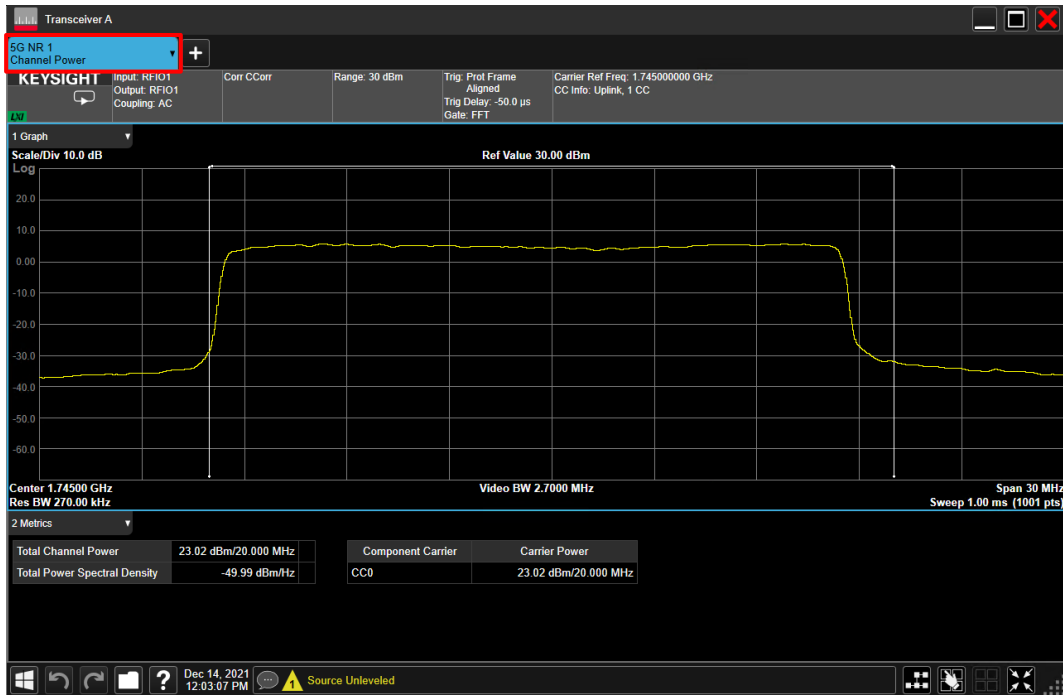 Transceiver A
5G NR 1
Channel Power
+
KEYSIGHT
LXI
Input: RFIO1
Output: RFIO1
Coupling: AC
Corr CCorr
Range: 30 dBm
Trig: Prot Frame
Aligned
Trig Delay: -50.0 µs
Gate: FFT
Carrier Ref Freq: 1.745000000 GHz
CC Info: Uplink, 1 CC
1 Graph
Scale/Div 10.0 dB
Ref Value 30.00 dBm
Log
20.0
10.0
0.00
-10.0
-20.0
-30.0
-40.0
-50.0
-60.0
Center 1.74500 GHz
Video BW 2.7000 MHz
Span 30 MHz
Res BW 270.00 kHz
Sweep 1.00 ms (1001 pts)
2 Metrics
Total Channel Power 23.02 dBm/20.000 MHz
Total Power Spectral Density -49.99 dBm/Hz
Component Carrier Carrier Power
CC0 23.02 dBm/20.000 MHz
?
Dec 14, 2021
12:03:07 PM
1
Source Unleveled